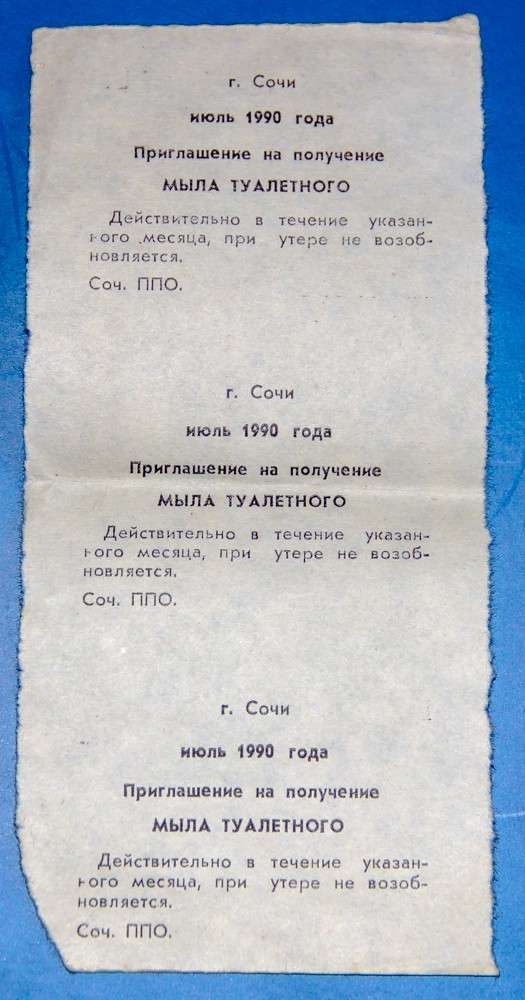 г. Сочи
июль 1990 года
Приглашение на получение
МЫЛА ТУАЛЕТНОГО
Действительно в течение указан-
ного месяца, при утере не возоб-
новляется.
Соч. ППО.
г. Сочи
июль 1990 года
Приглашение на получение
МЫЛА ТУАЛЕТНОГО
Действительно в течение указан-
ного месяца, при утере не возоб-
новляется.
Соч. ППО.
г. Сочи
июль 1990 года
Приглашение на получение
МЫЛА ТУАЛЕТНОГО
Действительно в течение указан-
ного месяца, при утере не возоб-
новляется.
Соч. ППО.